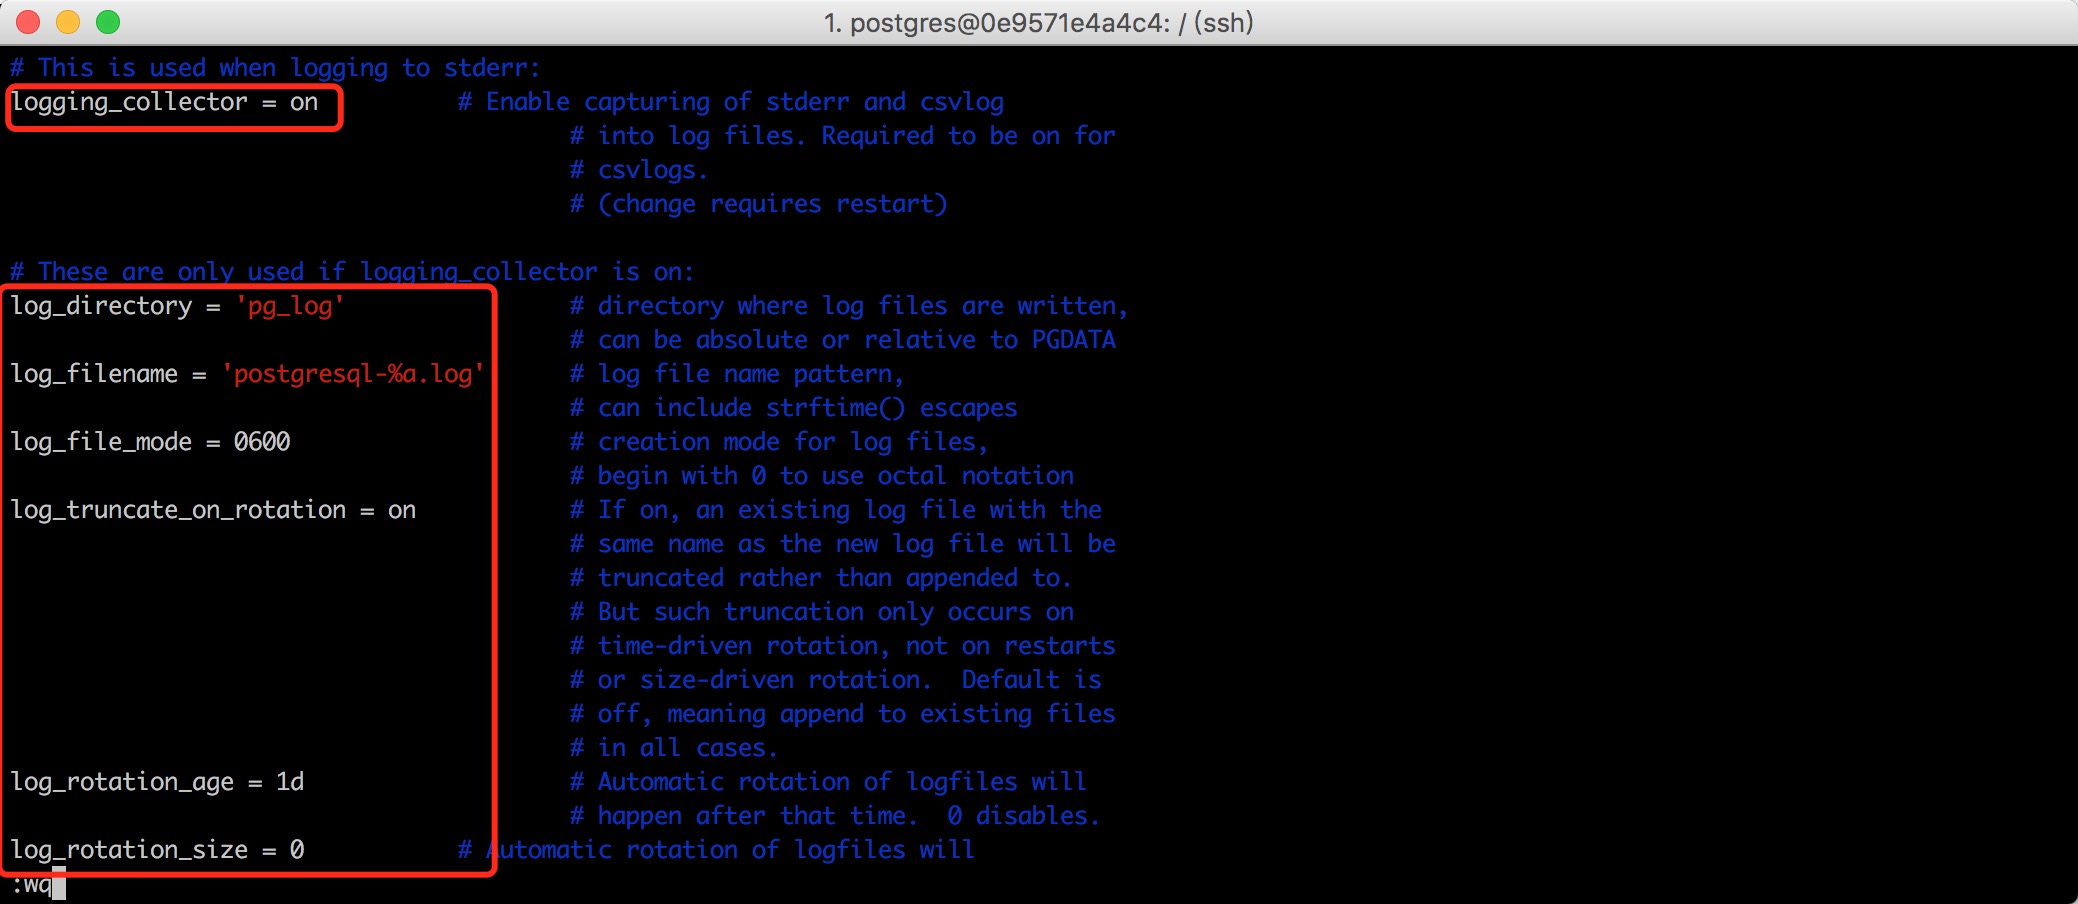 1. postgres@0e9571e4a4c4: / (ssh)
# This is used when logging to stderr:
logging_collector = on # Enable capturing of stderr and csvlog
# into log files. Required to be on for
# csvlogs.
# (change requires restart)
# These are only used if logging_collector is on:
log_directory = 'pg_log' # directory where log files are written,
# can be absolute or relative to PGDATA
log_filename = 'postgresql-%a.log' # log file name pattern,
# can include strftime() escapes
log_file_mode = 0600 # creation mode for log files,
# begin with 0 to use octal notation
log_truncate_on_rotation = on # If on, an existing log file with the
# same name as the new log file will be
# truncated rather than appended to.
# But such truncation only occurs on
# time-driven rotation, not on restarts
# or size-driven rotation.  Default is
# off, meaning append to existing files
# in all cases.
log_rotation_age = 1d # Automatic rotation of logfiles will
# happen after that time.  0 disables.
log_rotation_size = 0 # Automatic rotation of logfiles will
:wq